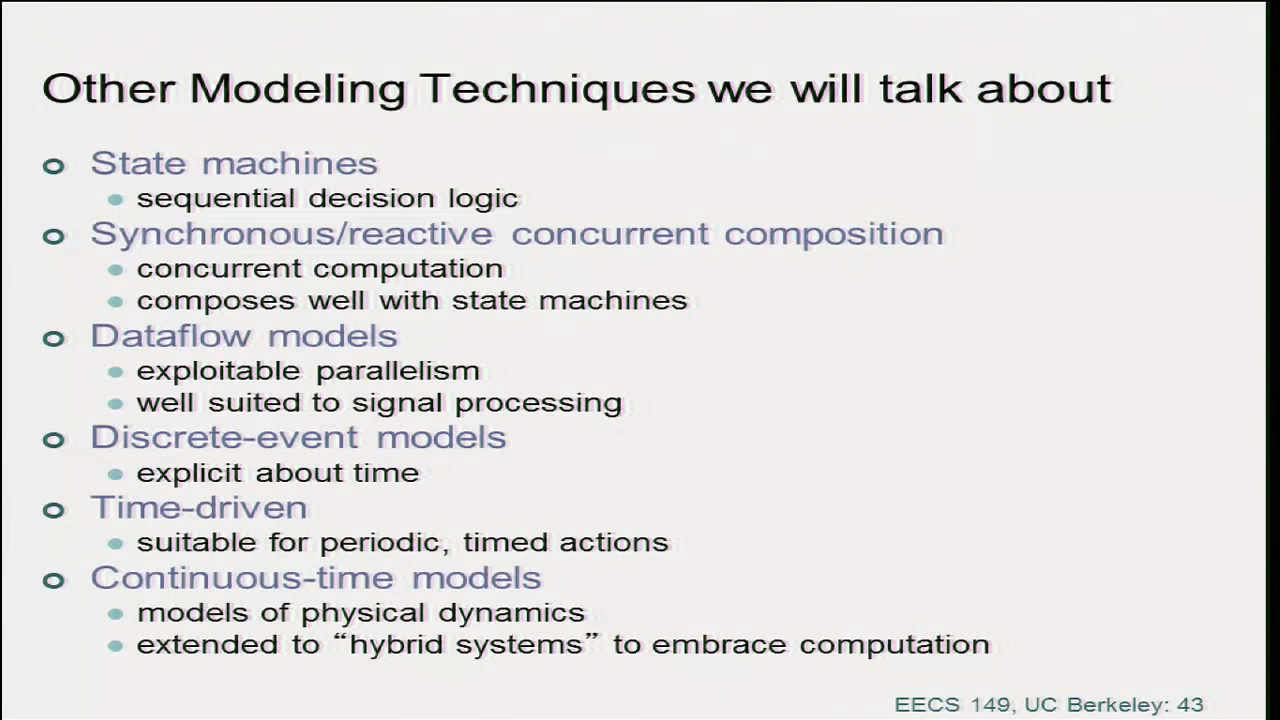 Other Modeling Techniques we will talk about
State machines
sequential decision logic
Synchronous/reactive concurrent composition
concurrent computation
composes well with state machines
Dataflow models
exploitable parallelism
well suited to signal processing
Discrete-event models
explicit about time
Time-driven
suitable for periodic, timed actions
Continuous-time models
models of physical dynamics
extended to “hybrid systems” to embrace computation
EECS 149, UC Berkeley: 43